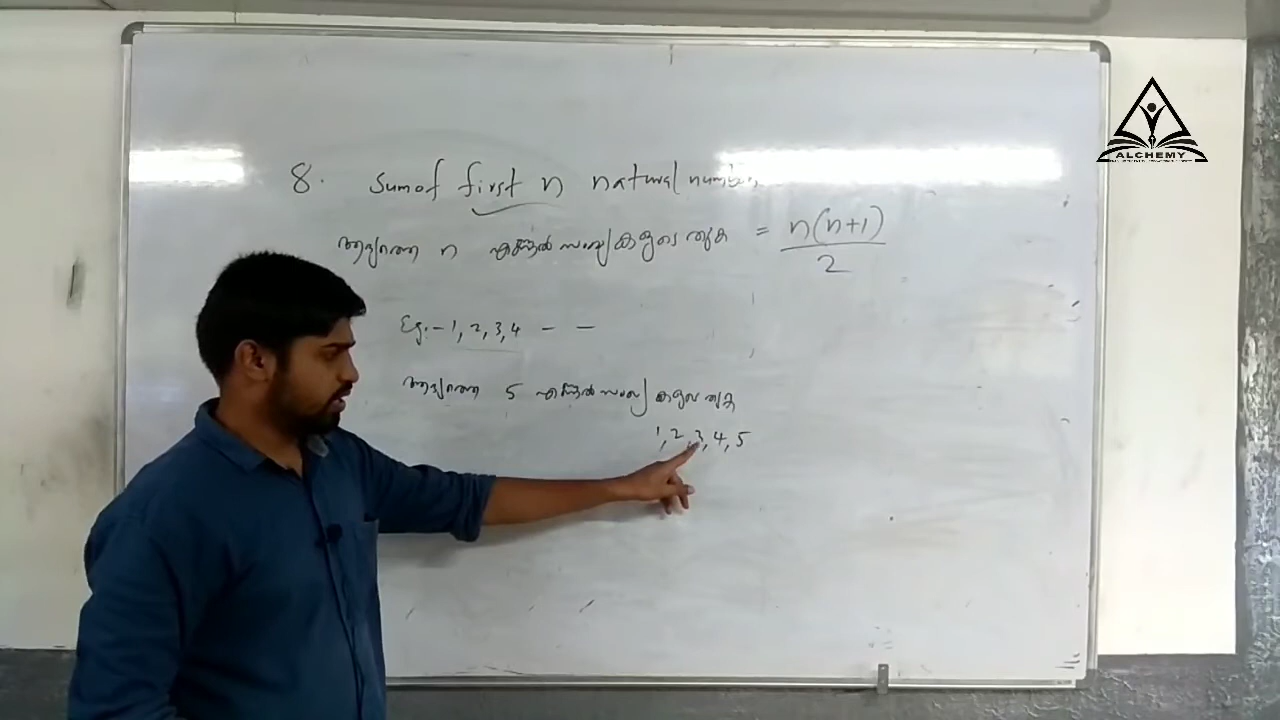 8. Sum of first n natural numbers
ആദ്യത്തെ n എണ്ണൽ സംഖ്യകളുടെ തുക = n(n+1)/2
Eg:- 1, 2, 3, 4 - -
ആദ്യത്തെ 5 എണ്ണൽ സംഖ്യകളുടെ തുക
1, 2, 3, 4, 5
ALCHEMY